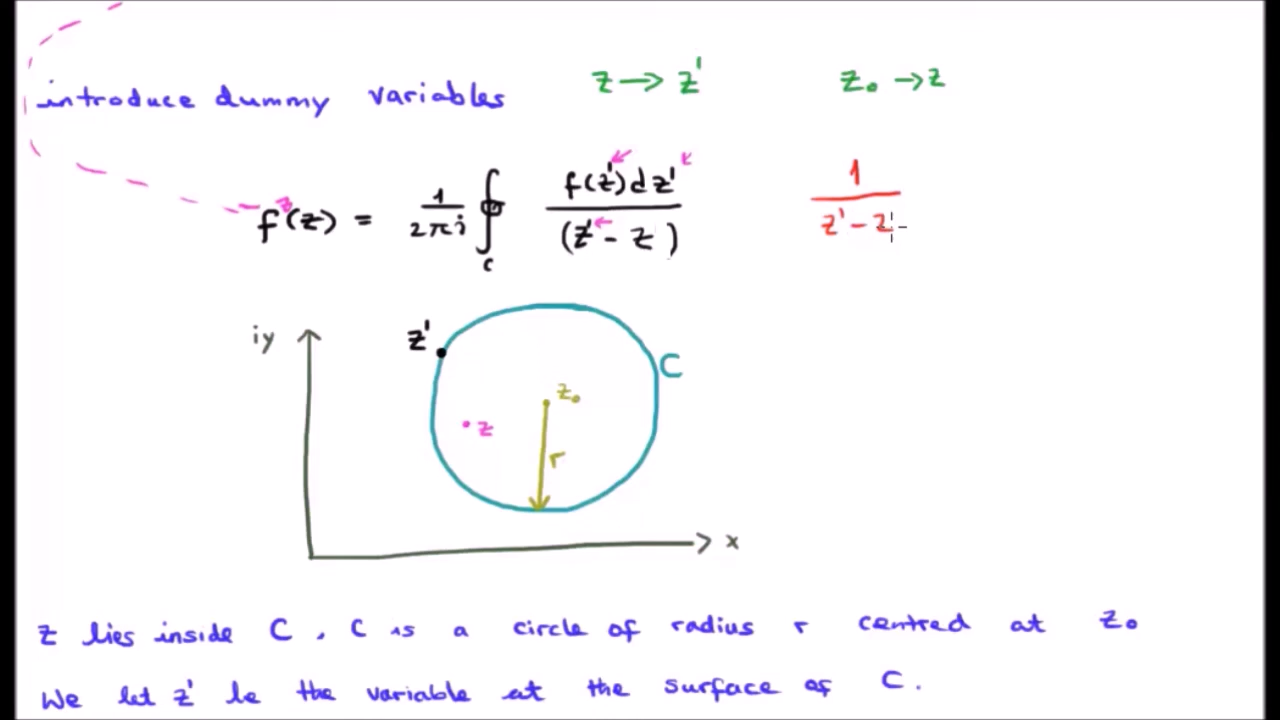 introduce dummy variables z → z' z₀ → z
f(z) = 1/2πi ∮_C f(z')dz'/(z' - z) 1/z' - z
z
iy
z'
C
z₀
z
r
x
z lies inside C. C is a circle of radius r centred at z₀
We let z' be the variable at the surface of C.